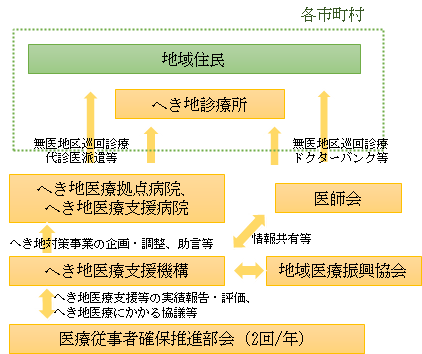 各市町村
地域住民
へき地診療所
無医地区巡回診療
代診医派遣等
無医地区巡回診療
ドクターバンク等
へき地医療拠点病院、
へき地医療支援病院
医師会
へき地対策事業の企画・調整、助言等
情報共有等
へき地医療支援機構
地域医療振興協会
へき地医療支援等の実績報告・評価、
へき地医療にかかる協議等
医療従事者確保推進部会（2回/年）